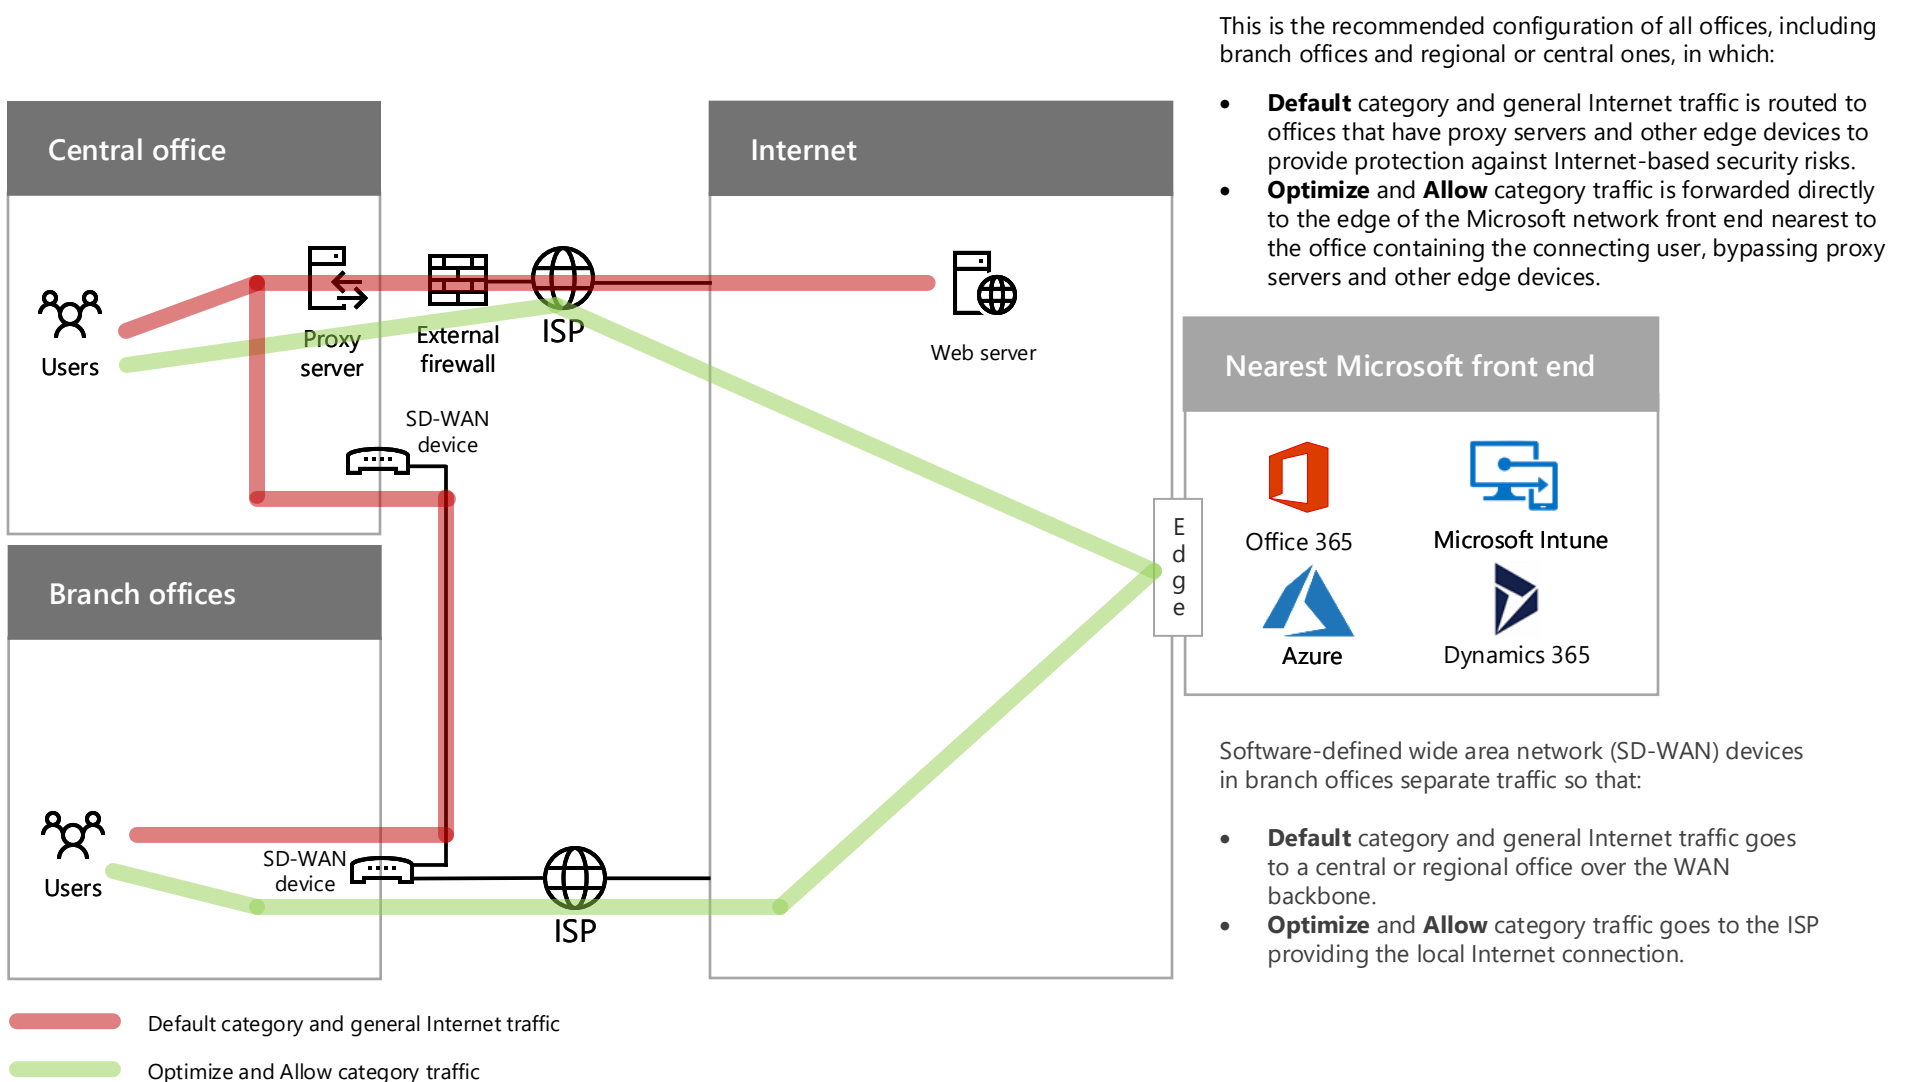 This is the recommended configuration of all offices, including
branch offices and regional or central ones, in which:
• Default category and general Internet traffic is routed to
offices that have proxy servers and other edge devices to
provide protection against Internet-based security risks.
• Optimize and Allow category traffic is forwarded directly
to the edge of the Microsoft network front end nearest to
the office containing the connecting user, bypassing proxy
servers and other edge devices.
Central office
Internet
Users
Proxy
server
External
firewall
ISP
Web server
SD-WAN
device
Nearest Microsoft front end
Edge
Office 365
Microsoft Intune
Azure
Dynamics 365
Branch offices
Users
SD-WAN
device
ISP
Software-defined wide area network (SD-WAN) devices
in branch offices separate traffic so that:
• Default category and general Internet traffic goes
to a central or regional office over the WAN
backbone.
• Optimize and Allow category traffic goes to the ISP
providing the local Internet connection.
Default category and general Internet traffic
Optimize and Allow category traffic